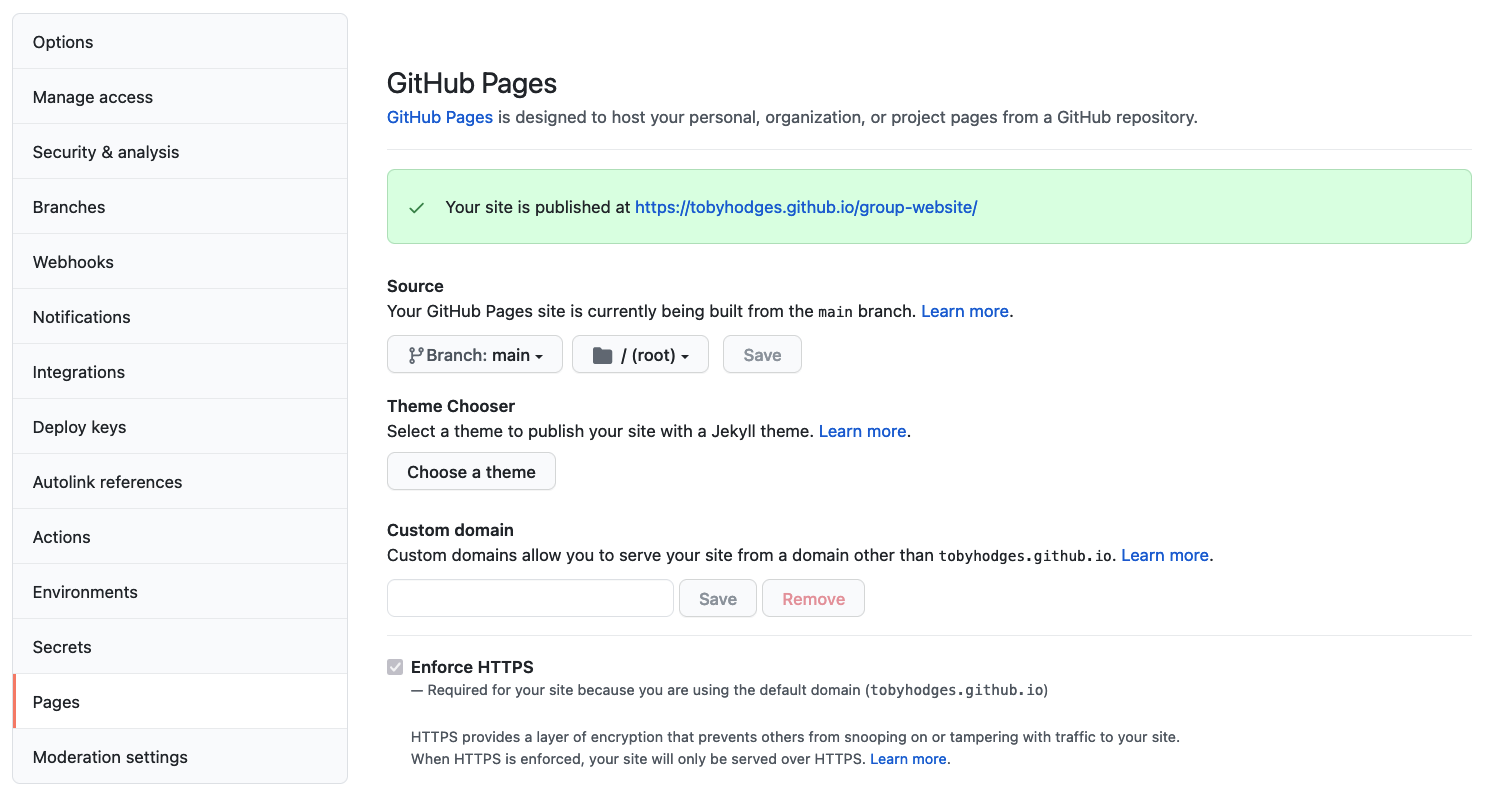 Options
Manage access
Security & analysis
Branches
Webhooks
Notifications
Integrations
Deploy keys
Autolink references
Actions
Environments
Secrets
Pages
Moderation settings
GitHub Pages
GitHub Pages is designed to host your personal, organization, or project pages from a GitHub repository.
Your site is published at https://tobyhodges.github.io/group-website/
Source
Your GitHub Pages site is currently being built from the main branch. Learn more.
Branch: main / (root) Save
Theme Chooser
Select a theme to publish your site with a Jekyll theme. Learn more.
Choose a theme
Custom domain
Custom domains allow you to serve your site from a domain other than tobyhodges.github.io. Learn more.
Save Remove
Enforce HTTPS
— Required for your site because you are using the default domain (tobyhodges.github.io)
HTTPS provides a layer of encryption that prevents others from snooping on or tampering with traffic to your site.
When HTTPS is enforced, your site will only be served over HTTPS. Learn more.